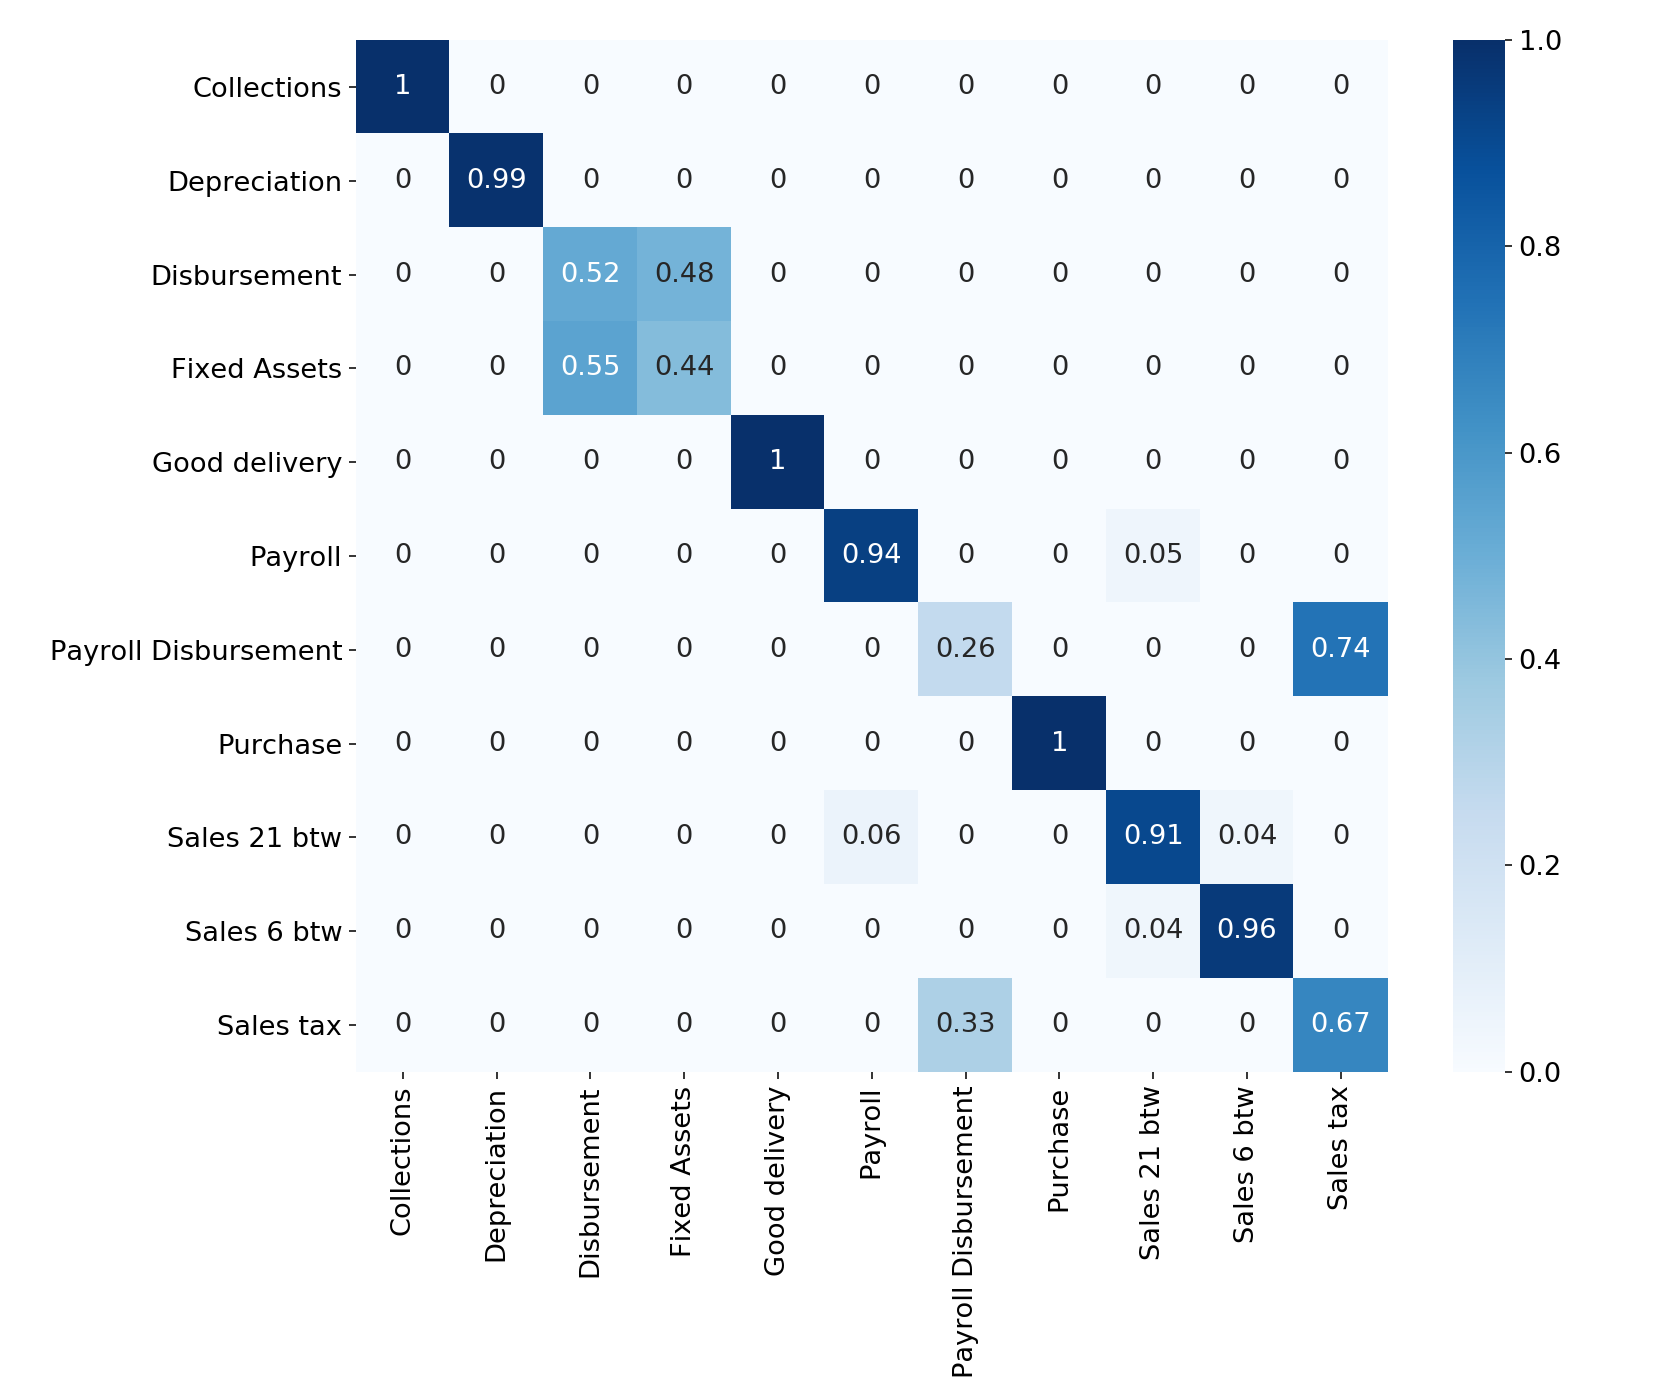 Collections 1 0 0 0 0 0 0 0 0 0 0
Depreciation 0 0.99 0 0 0 0 0 0 0 0 0
Disbursement 0 0 0.52 0.48 0 0 0 0 0 0 0
Fixed Assets 0 0 0.55 0.44 0 0 0 0 0 0 0
Good delivery 0 0 0 0 1 0 0 0 0 0 0
Payroll 0 0 0 0 0 0.94 0 0 0.05 0 0
Payroll Disbursement 0 0 0 0 0 0 0.26 0 0 0 0.74
Purchase 0 0 0 0 0 0 0 1 0 0 0
Sales 21 btw 0 0 0 0 0 0.06 0 0 0.91 0.04 0
Sales 6 btw 0 0 0 0 0 0 0 0 0.04 0.96 0
Sales tax 0 0 0 0 0 0 0.33 0 0 0 0.67
Collections
Depreciation
Disbursement
Fixed Assets
Good delivery
Payroll
Payroll Disbursement
Purchase
Sales 21 btw
Sales 6 btw
Sales tax
1.0
0.8
0.6
0.4
0.2
0.0